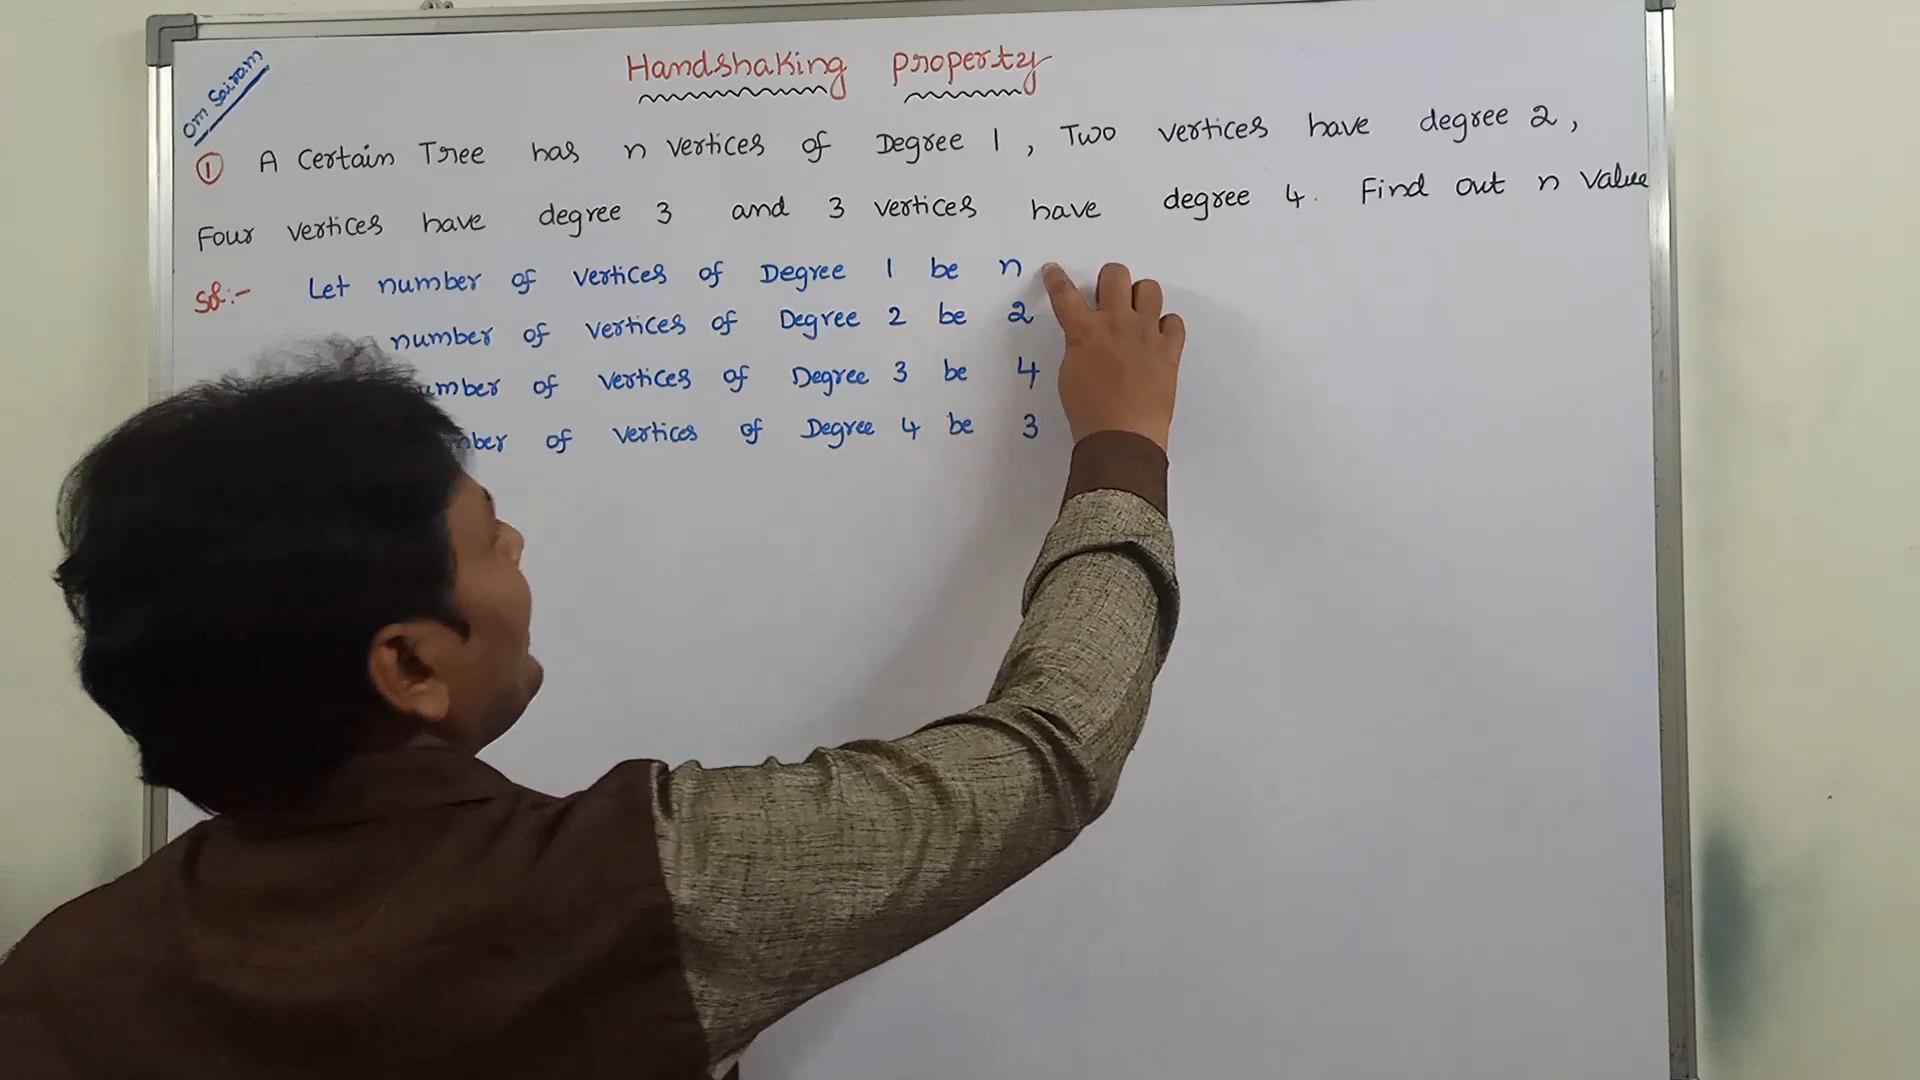 Om Sairam
Handshaking property
① A Certain Tree has n vertices of Degree 1, Two vertices have degree 2,
Four vertices have degree 3 and 3 vertices have degree 4. Find out n value
Sol:- Let number of vertices of Degree 1 be n
number of vertices of Degree 2 be 2
of vertices of Degree 3 be 4
of vertices of Degree 4 be 3